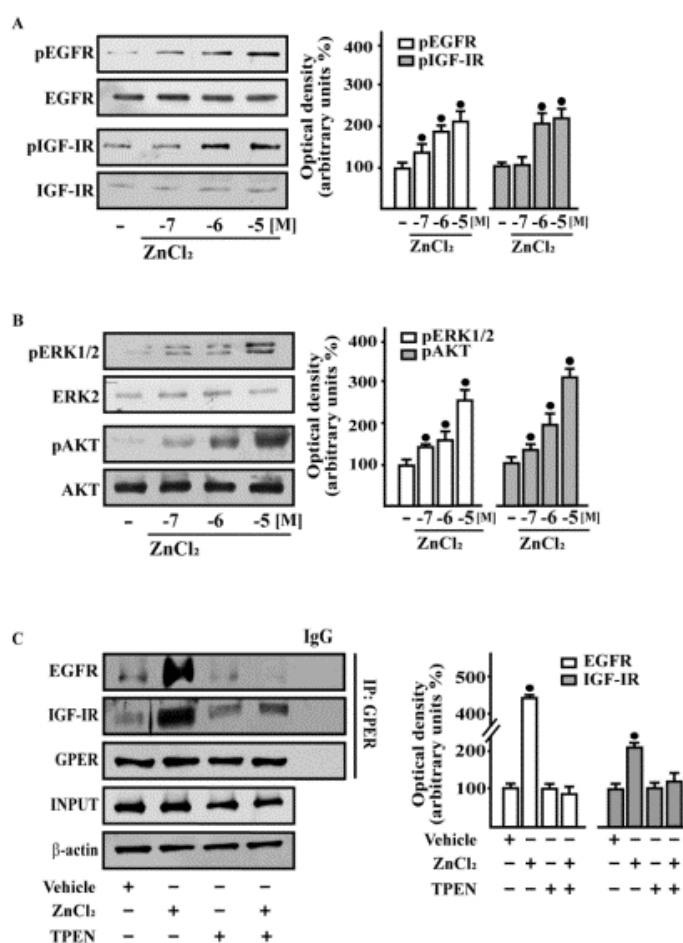 A
pEGFR
EGFR
pIGF-IR
IGF-IR
– -7 -6 -5 [M]
ZnCl₂
Optical density
(arbitrary units %)
400
300
200
100
pEGFR
pIGF-IR
– -7 -6 -5 [M] – -7 -6 -5 [M]
ZnCl₂ ZnCl₂
B
pERK1/2
ERK2
pAKT
AKT
– -7 -6 -5 [M]
ZnCl₂
Optical density
(arbitrary units %)
400
300
200
100
pERK1/2
pAKT
– -7 -6 -5 [M] – -7 -6 -5 [M]
ZnCl₂ ZnCl₂
C
IgG
EGFR
IGF-IR
GPER
INPUT
β-actin
IP: GPER
Vehicle + – – –
ZnCl₂ – + – +
TPEN – – + +
Optical density
(arbitrary units %)
500
450
200
100
EGFR
IGF-IR
Vehicle + – – – + – – –
ZnCl₂ – + – + – + – +
TPEN – – + + – – + +